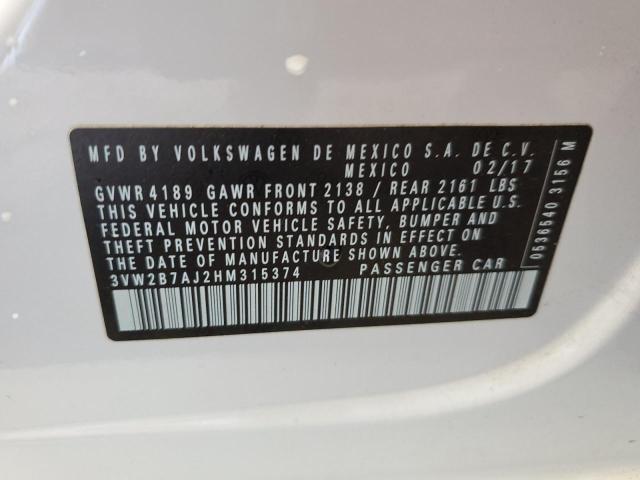 MFD BY VOLKSWAGEN DE MEXICO S.A. DE C.V.
MEXICO 02/17
GVWR 4189 GAWR FRONT 2138 / REAR 2161 LBS
THIS VEHICLE CONFORMS TO ALL APPLICABLE U.S.
FEDERAL MOTOR VEHICLE SAFETY, BUMPER AND
THEFT PREVENTION STANDARDS IN EFFECT ON
THE DATE OF MANUFACTURE SHOWN ABOVE.
3VW2B7AJ2HM315374 PASSENGER CAR
0536540 3156 M